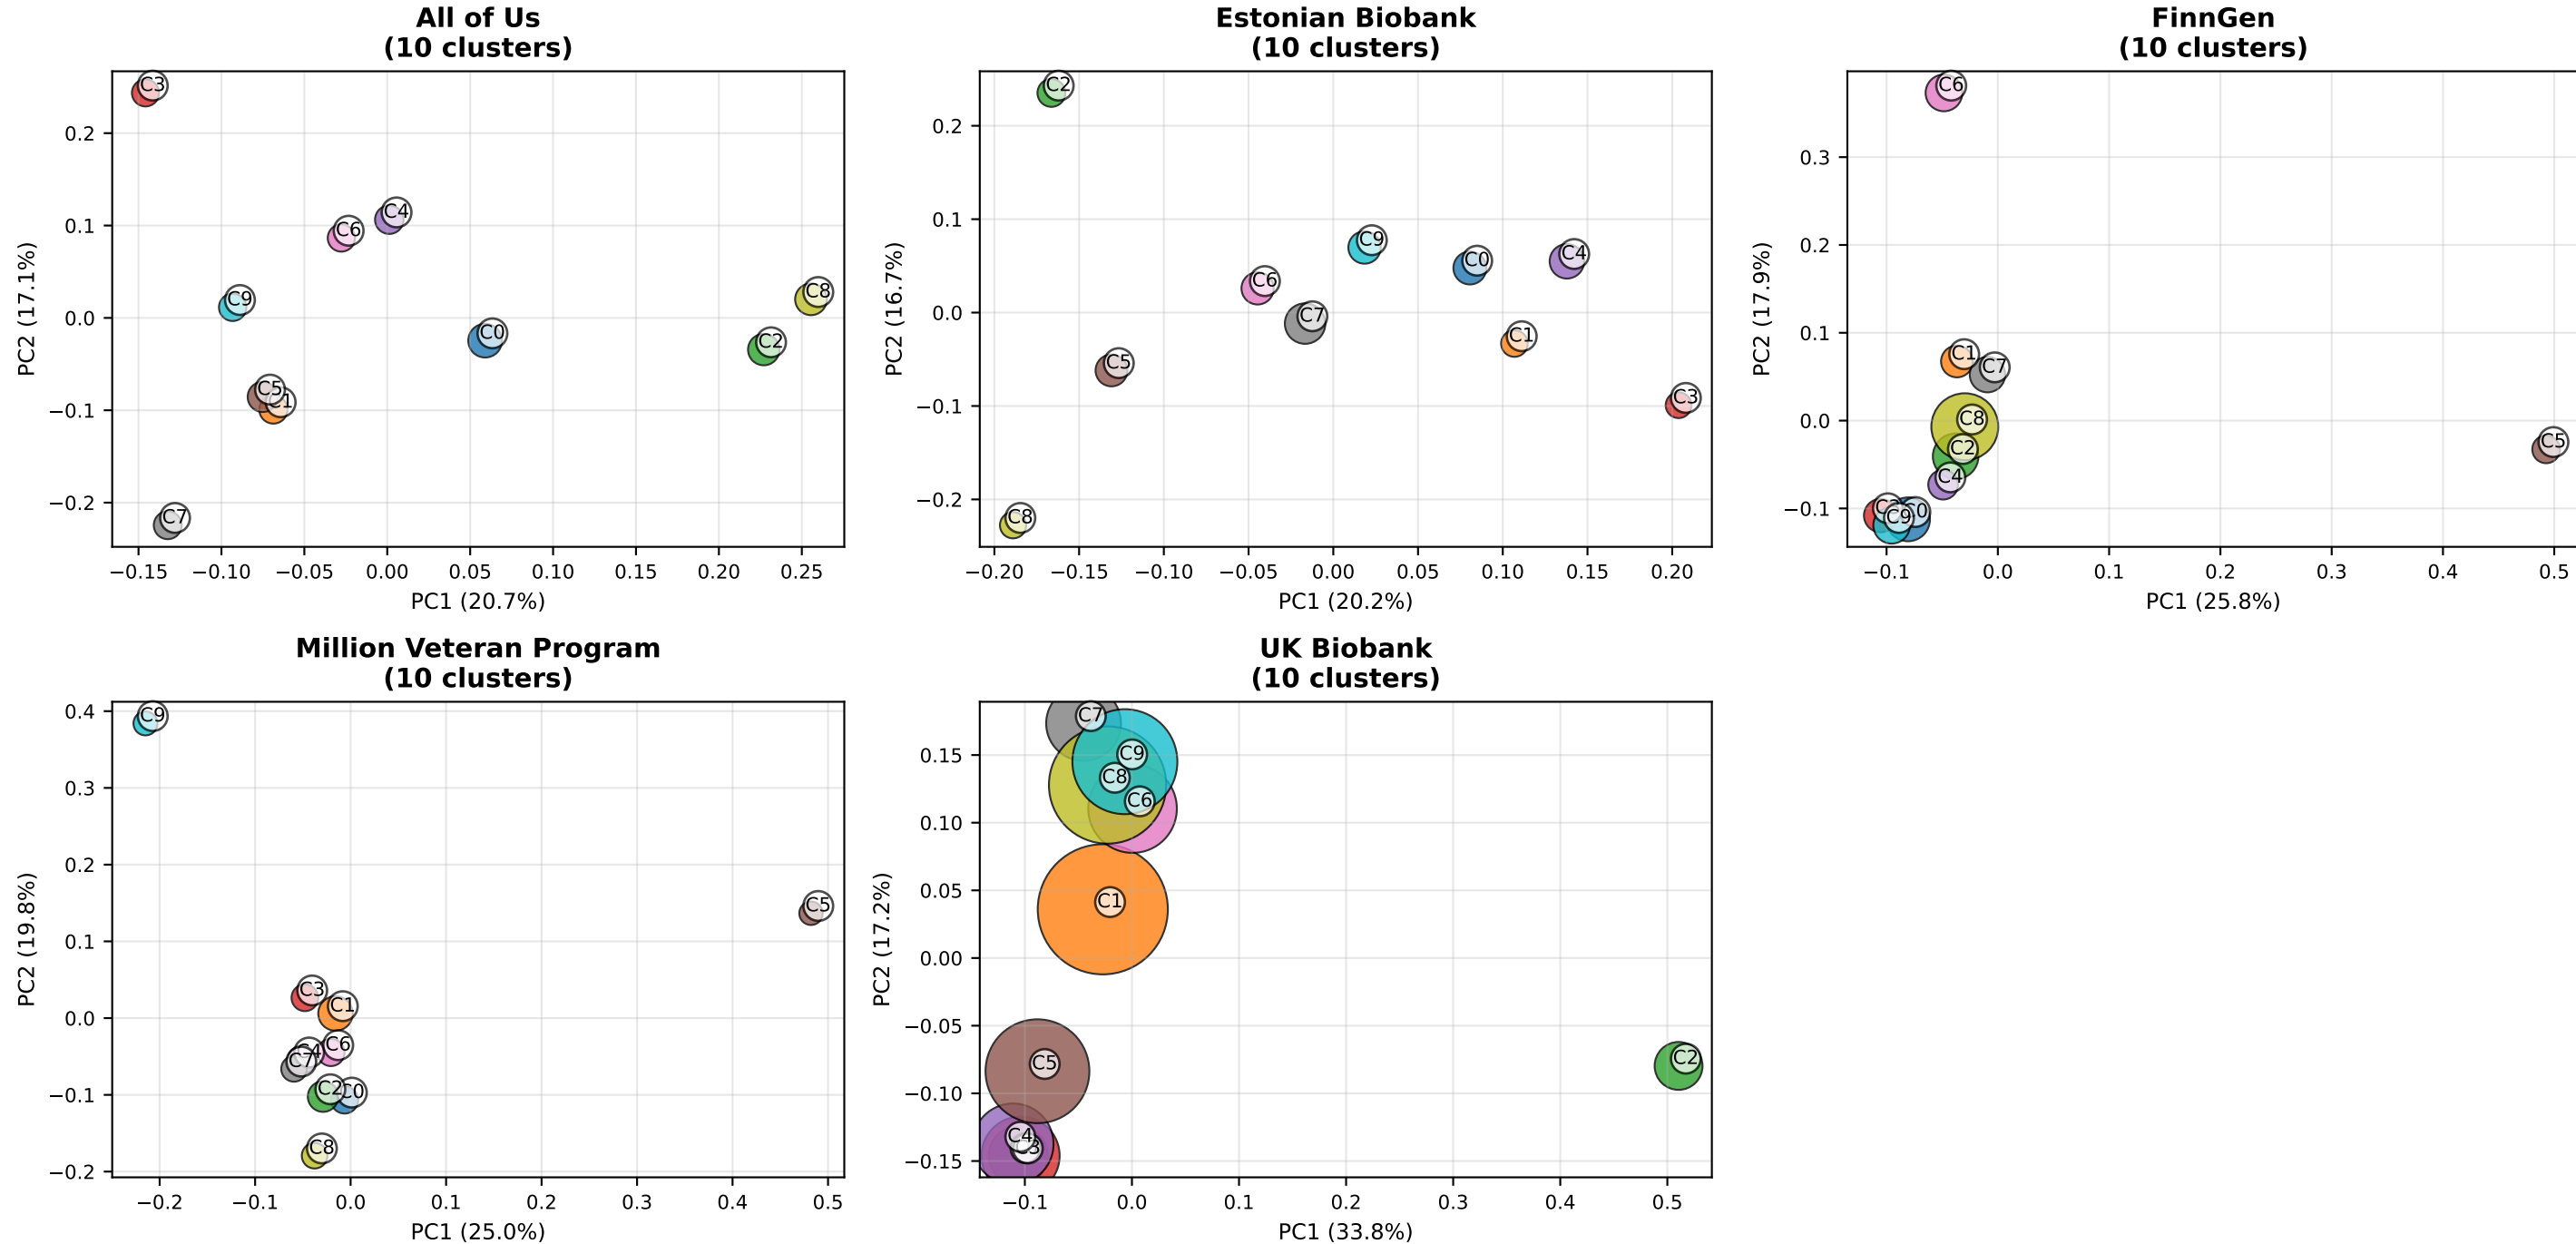 All of Us
(10 clusters)
C3
C4
C6
C9
C8
C0
C2
C5
C1
C7
0.2
0.1
0.0
−0.1
−0.2
−0.15
−0.10
−0.05
0.00
0.05
0.10
0.15
0.20
0.25
PC1 (20.7%)
PC2 (17.1%)
Estonian Biobank
(10 clusters)
C2
C9
C0
C4
C6
C7
C1
C5
C3
C8
0.2
0.1
0.0
−0.1
−0.2
−0.20
−0.15
−0.10
−0.05
0.00
0.05
0.10
0.15
0.20
PC1 (20.2%)
PC2 (16.7%)
FinnGen
(10 clusters)
C6
C1
C7
C8
C2
C4
C5
C9
0.3
0.2
0.1
0.0
−0.1
−0.1
0.0
0.1
0.2
0.3
0.4
0.5
PC1 (25.8%)
PC2 (17.9%)
Million Veteran Program
(10 clusters)
C9
C5
C3
C1
C6
C7
C2
C8
0.4
0.3
0.2
0.1
0.0
−0.1
−0.2
−0.2
−0.1
0.0
0.1
0.2
0.3
0.4
0.5
PC1 (25.0%)
PC2 (19.8%)
UK Biobank
(10 clusters)
C7
C9
C8
C6
C1
C5
C2
C4
0.15
0.10
0.05
0.00
−0.05
−0.10
−0.15
−0.1
0.0
0.1
0.2
0.3
0.4
0.5
PC1 (33.8%)
PC2 (17.2%)